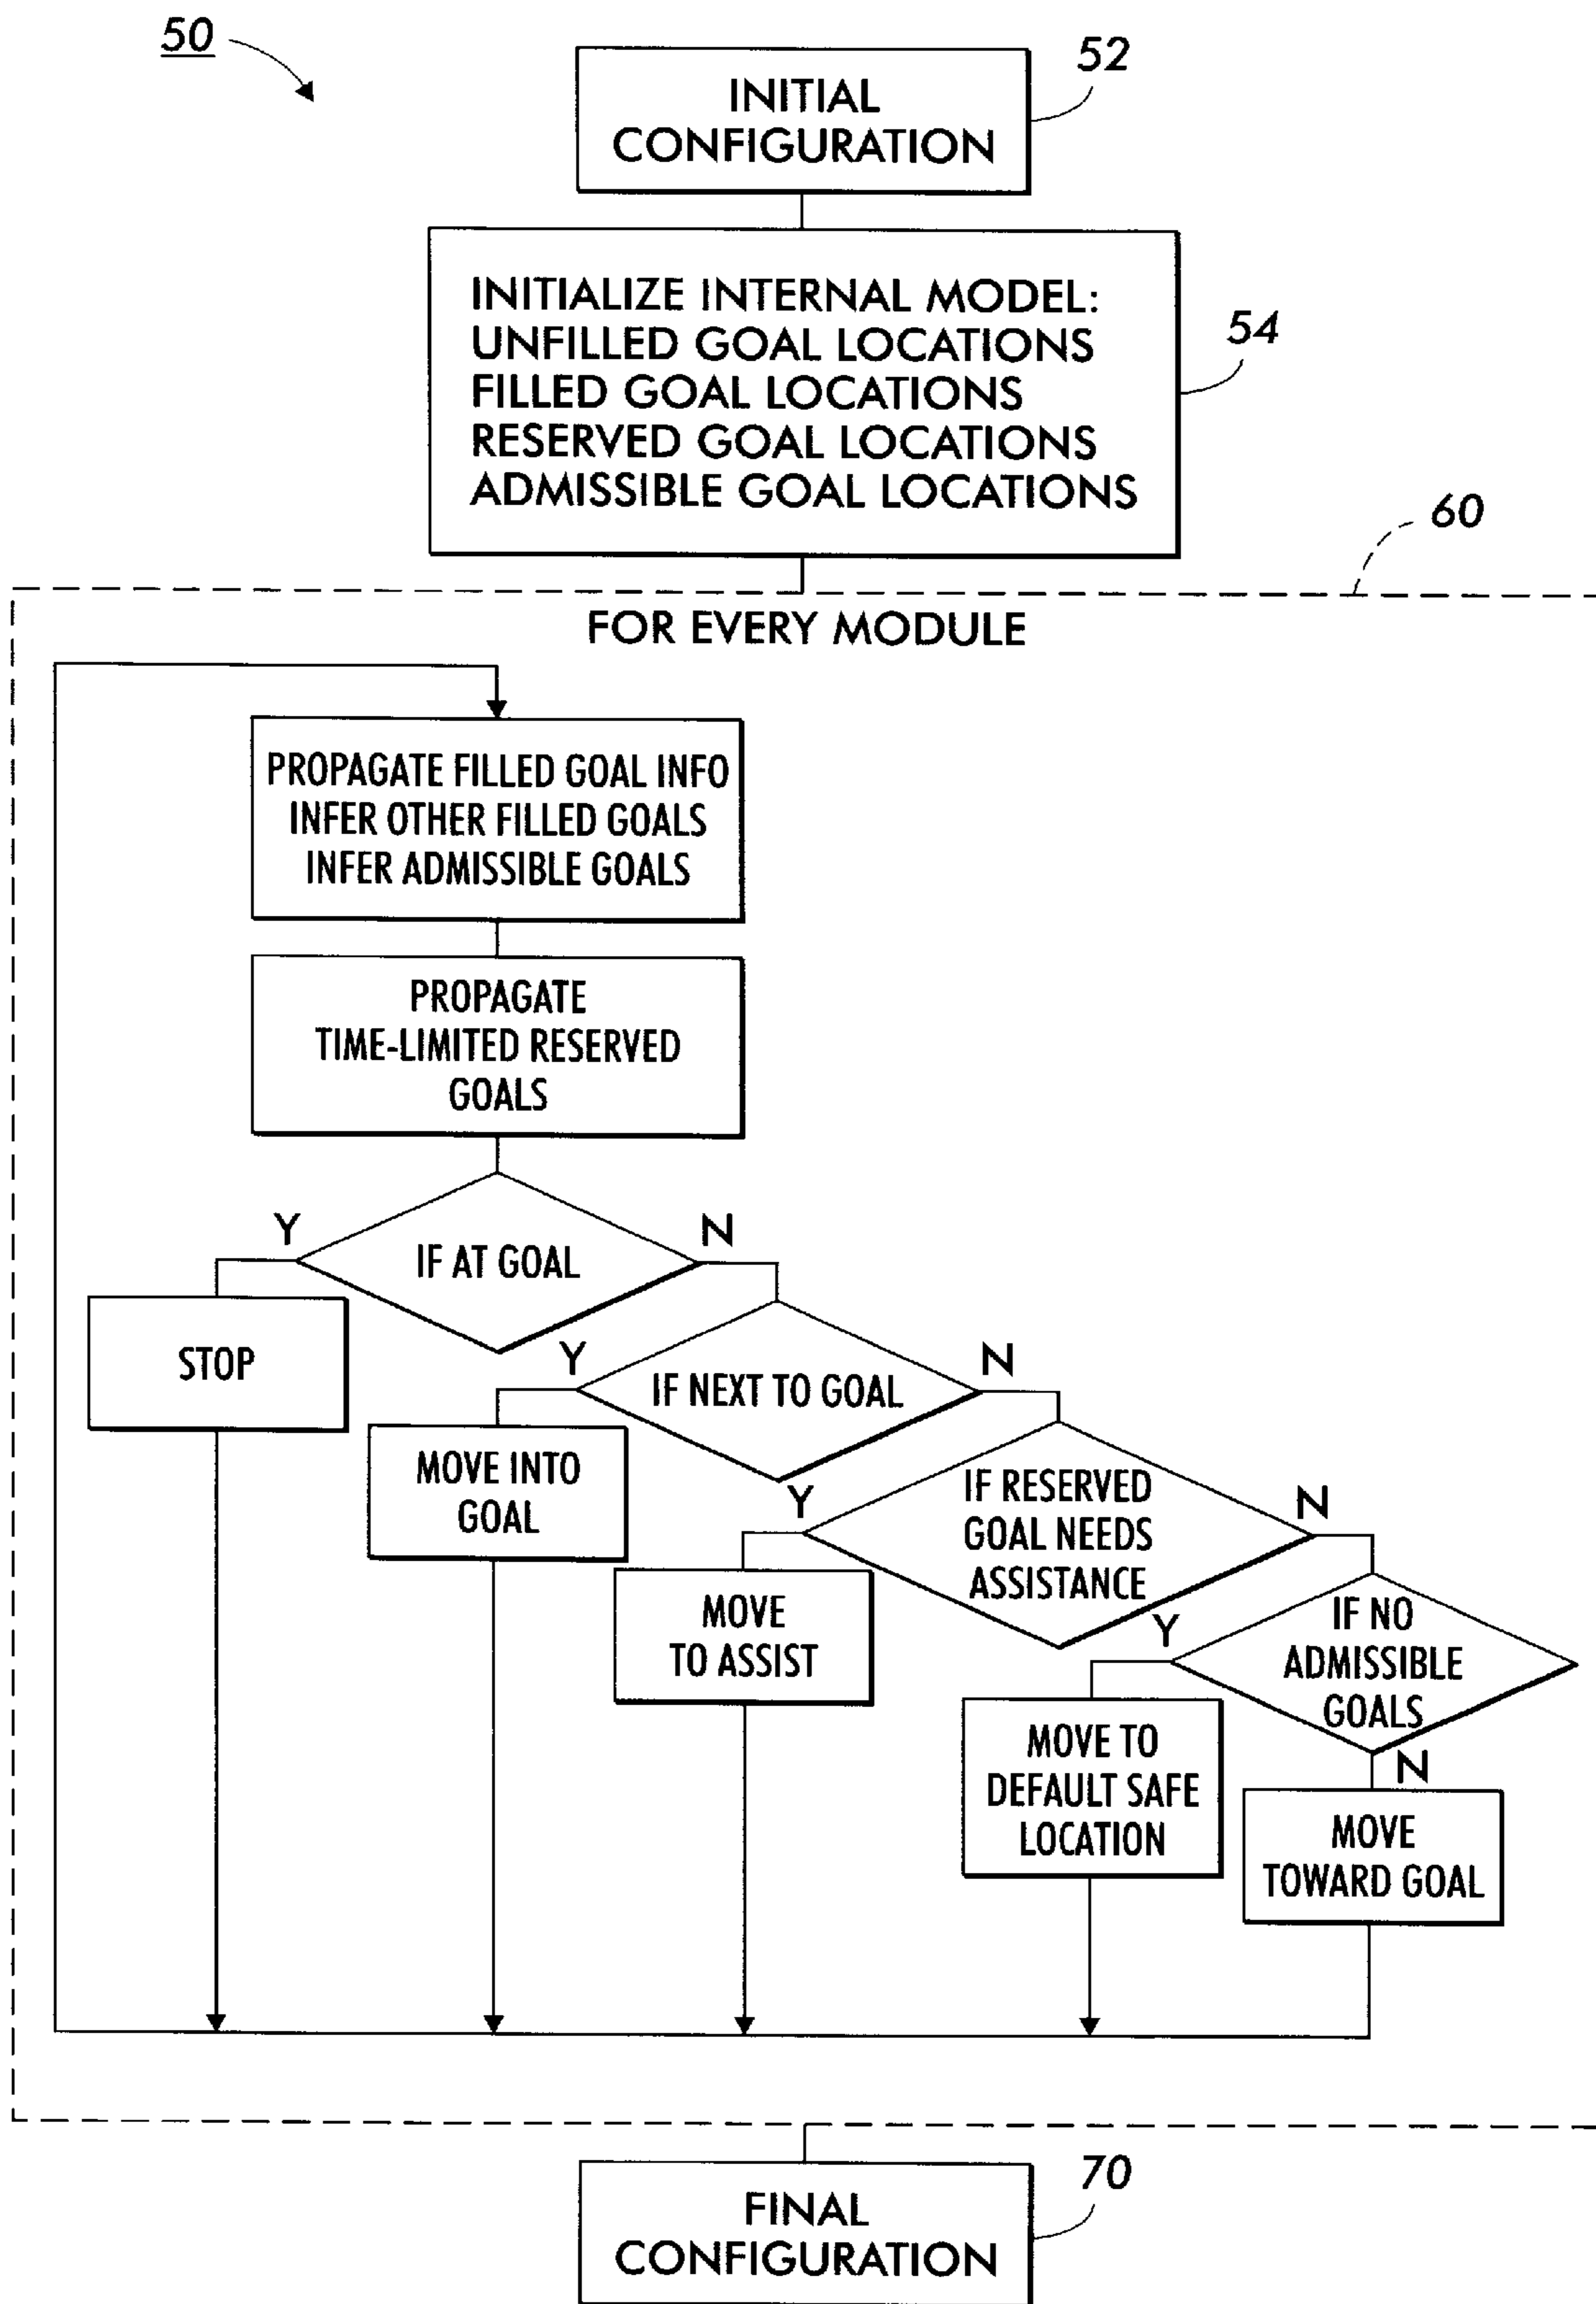 50
52
INITIAL
CONFIGURATION
INITIALIZE INTERNAL MODEL:
UNFILLED GOAL LOCATIONS
FILLED GOAL LOCATIONS
RESERVED GOAL LOCATIONS
ADMISSIBLE GOAL LOCATIONS
54
60
FOR EVERY MODULE
PROPAGATE FILLED GOAL INFO
INFER OTHER FILLED GOALS
INFER ADMISSIBLE GOALS
PROPAGATE
TIME-LIMITED RESERVED
GOALS
Y
IF AT GOAL
N
STOP
Y
IF NEXT TO GOAL
N
MOVE INTO
GOAL
Y
IF RESERVED
GOAL NEEDS
ASSISTANCE
N
MOVE
TO ASSIST
Y
IF NO
ADMISSIBLE
GOALS
N
MOVE TO
DEFAULT SAFE
LOCATION
MOVE
TOWARD GOAL
FINAL
CONFIGURATION
70